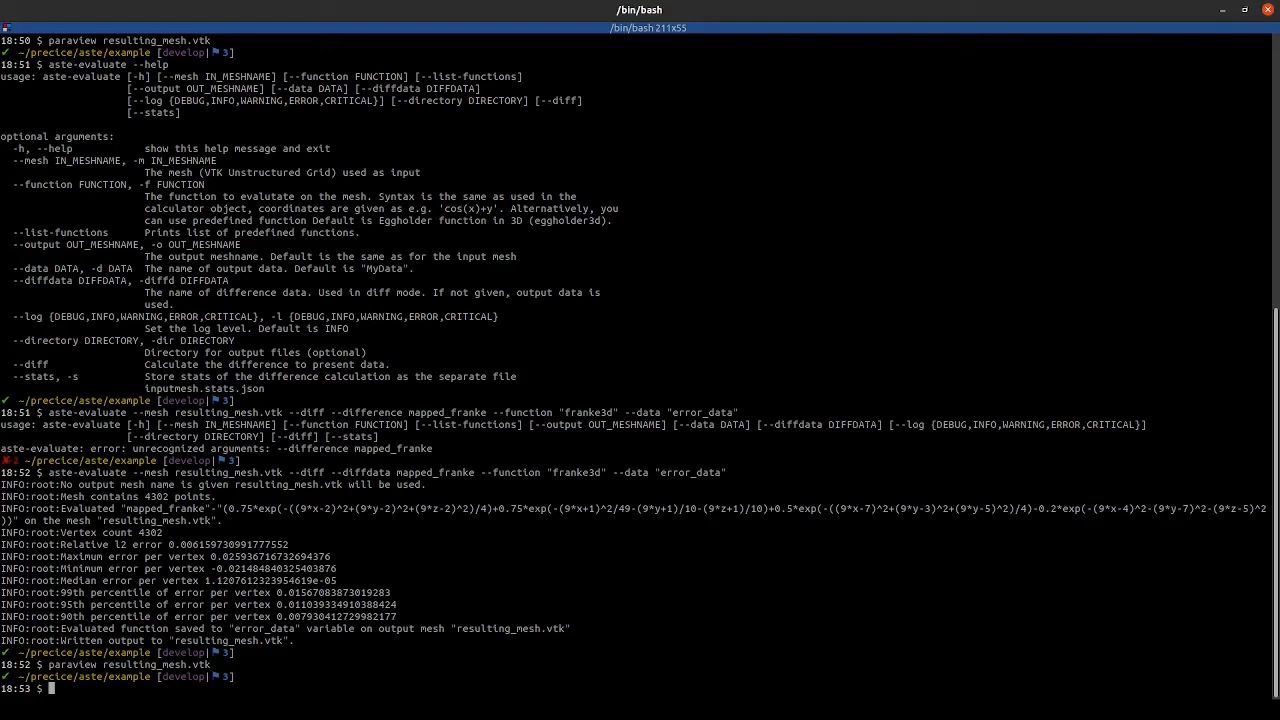 /bin/bash
/bin/bash 211x55
18:50 $ paraview resulting_mesh.vtk
✔ ~/precice/aste/example [develop|⚑ 3]
18:51 $ aste-evaluate --help
usage: aste-evaluate [-h] [--mesh IN_MESHNAME] [--function FUNCTION] [--list-functions]
[--output OUT_MESHNAME] [--data DATA] [--diffdata DIFFDATA]
[--log {DEBUG,INFO,WARNING,ERROR,CRITICAL}] [--directory DIRECTORY] [--diff]
[--stats]
optional arguments:
-h, --help show this help message and exit
--mesh IN_MESHNAME, -m IN_MESHNAME
The mesh (VTK Unstructured Grid) used as input
--function FUNCTION, -f FUNCTION
The function to evalutate on the mesh. Syntax is the same as used in the
calculator object, coordinates are given as e.g. 'cos(x)+y'. Alternatively, you
can use predefined function Default is Eggholder function in 3D (eggholder3d).
--list-functions Prints list of predefined functions.
--output OUT_MESHNAME, -o OUT_MESHNAME
The output meshname. Default is the same as for the input mesh
--data DATA, -d DATA The name of output data. Default is "MyData".
--diffdata DIFFDATA, -diffd DIFFDATA
The name of difference data. Used in diff mode. If not given, output data is
used.
--log {DEBUG,INFO,WARNING,ERROR,CRITICAL}, -l {DEBUG,INFO,WARNING,ERROR,CRITICAL}
Set the log level. Default is INFO
--directory DIRECTORY, -dir DIRECTORY
Directory for output files (optional)
--diff Calculate the difference to present data.
--stats, -s Store stats of the difference calculation as the separate file
inputmesh.stats.json
✔ ~/precice/aste/example [develop|⚑ 3]
18:51 $ aste-evaluate --mesh resulting_mesh.vtk --diff --difference mapped_franke --function "franke3d" --data "error_data"
usage: aste-evaluate [-h] [--mesh IN_MESHNAME] [--function FUNCTION] [--list-functions] [--output OUT_MESHNAME] [--data DATA] [--diffdata DIFFDATA] [--log {DEBUG,INFO,WARNING,ERROR,CRITICAL}]
[--directory DIRECTORY] [--diff] [--stats]
aste-evaluate: error: unrecognized arguments: --difference mapped_franke
✘-2 ~/precice/aste/example [develop|⚑ 3]
18:52 $ aste-evaluate --mesh resulting_mesh.vtk --diff --diffdata mapped_franke --function "franke3d" --data "error_data"
INFO:root:No output mesh name is given resulting_mesh.vtk will be used.
INFO:root:Mesh contains 4302 points.
INFO:root:Evaluated "mapped_franke"-"(0.75*exp(-((9*x-2)^2+(9*y-2)^2+(9*z-2)^2)/4)+0.75*exp(-(9*x+1)^2/49-(9*y+1)/10-(9*z+1)/10)+0.5*exp(-((9*x-7)^2+(9*y-3)^2+(9*y-5)^2)/4)-0.2*exp(-(9*x-4)^2-(9*y-7)^2-(9*z-5)^2
))" on the mesh "resulting_mesh.vtk".
INFO:root:Vertex count 4302
INFO:root:Relative l2 error 0.006159730991777552
INFO:root:Maximum error per vertex 0.025936716732694376
INFO:root:Minimum error per vertex -0.021484840325403876
INFO:root:Median error per vertex 1.1207612323954619e-05
INFO:root:99th percentile of error per vertex 0.01567083873019283
INFO:root:95th percentile of error per vertex 0.011039334910388424
INFO:root:90th percentile of error per vertex 0.007930412729982177
INFO:root:Evaluated function saved to "error_data" variable on output mesh "resulting_mesh.vtk"
INFO:root:Written output to "resulting_mesh.vtk".
✔ ~/precice/aste/example [develop|⚑ 3]
18:52 $ paraview resulting_mesh.vtk
✔ ~/precice/aste/example [develop|⚑ 3]
18:53 $